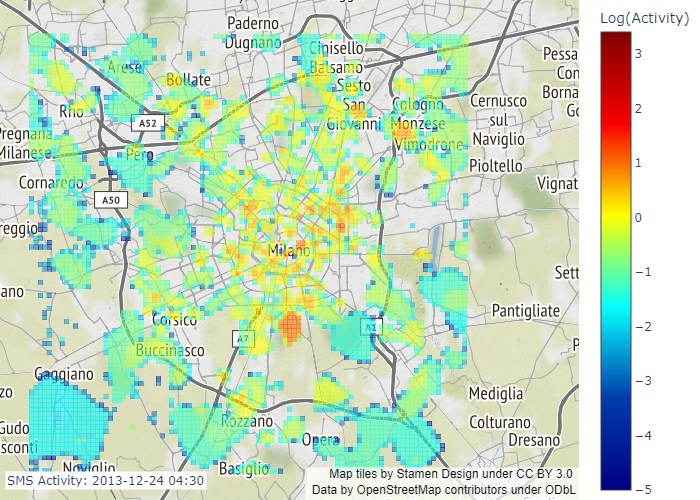 Log(Activity)
3
2
1
0
−1
−2
−3
−4
−5
Paderno
Dugnano
Cinisello
Balsamo
Arese
Bollate
Sesto
San
Giovanni
Cologno
Monzese
Vimodrone
Cernusco
sul
Naviglio
Pessa
Con
Borna
Go
Rho
A52
Pregnana
Milanese
Pero
Pioltello
Cornaredo
Vignat
A50
reggio
Milano
Sett
ano
Pantigliate
Corsico
A7
A1
Buccinasco
P
Gaggiano
zo
Mediglia
Rozzano
Colturano
Gudo
sconti
Opera
Dresano
Noviglio
Basiglio
SMS Activity: 2013-12-24 04:30
Map tiles by Stamen Design under CC BY 3.0
Data by OpenStreetMap contributors under ODbL